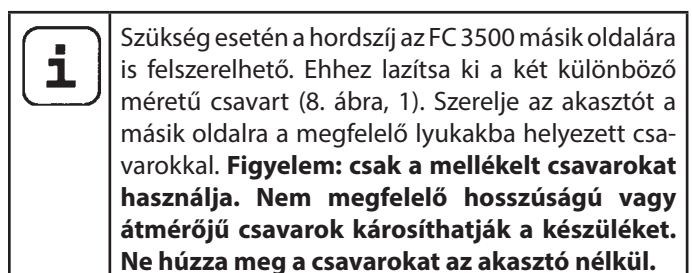 i
Szükség esetén a hordszíj az FC 3500 másik oldalára
is felszerelhető. Ehhez lazítsa ki a két különböző
méretű csavart (8. ábra, 1). Szerelje az akasztót a
másik oldalra a megfelelő lyukakba helyezett csa-
varokkal. Figyelem: csak a mellékelt csavarokat
használja. Nem megfelelő hosszúságú vagy
átmérőjű csavarok károsíthatják a készüléket.
Ne húzza meg a csavarokat az akasztó nélkül.